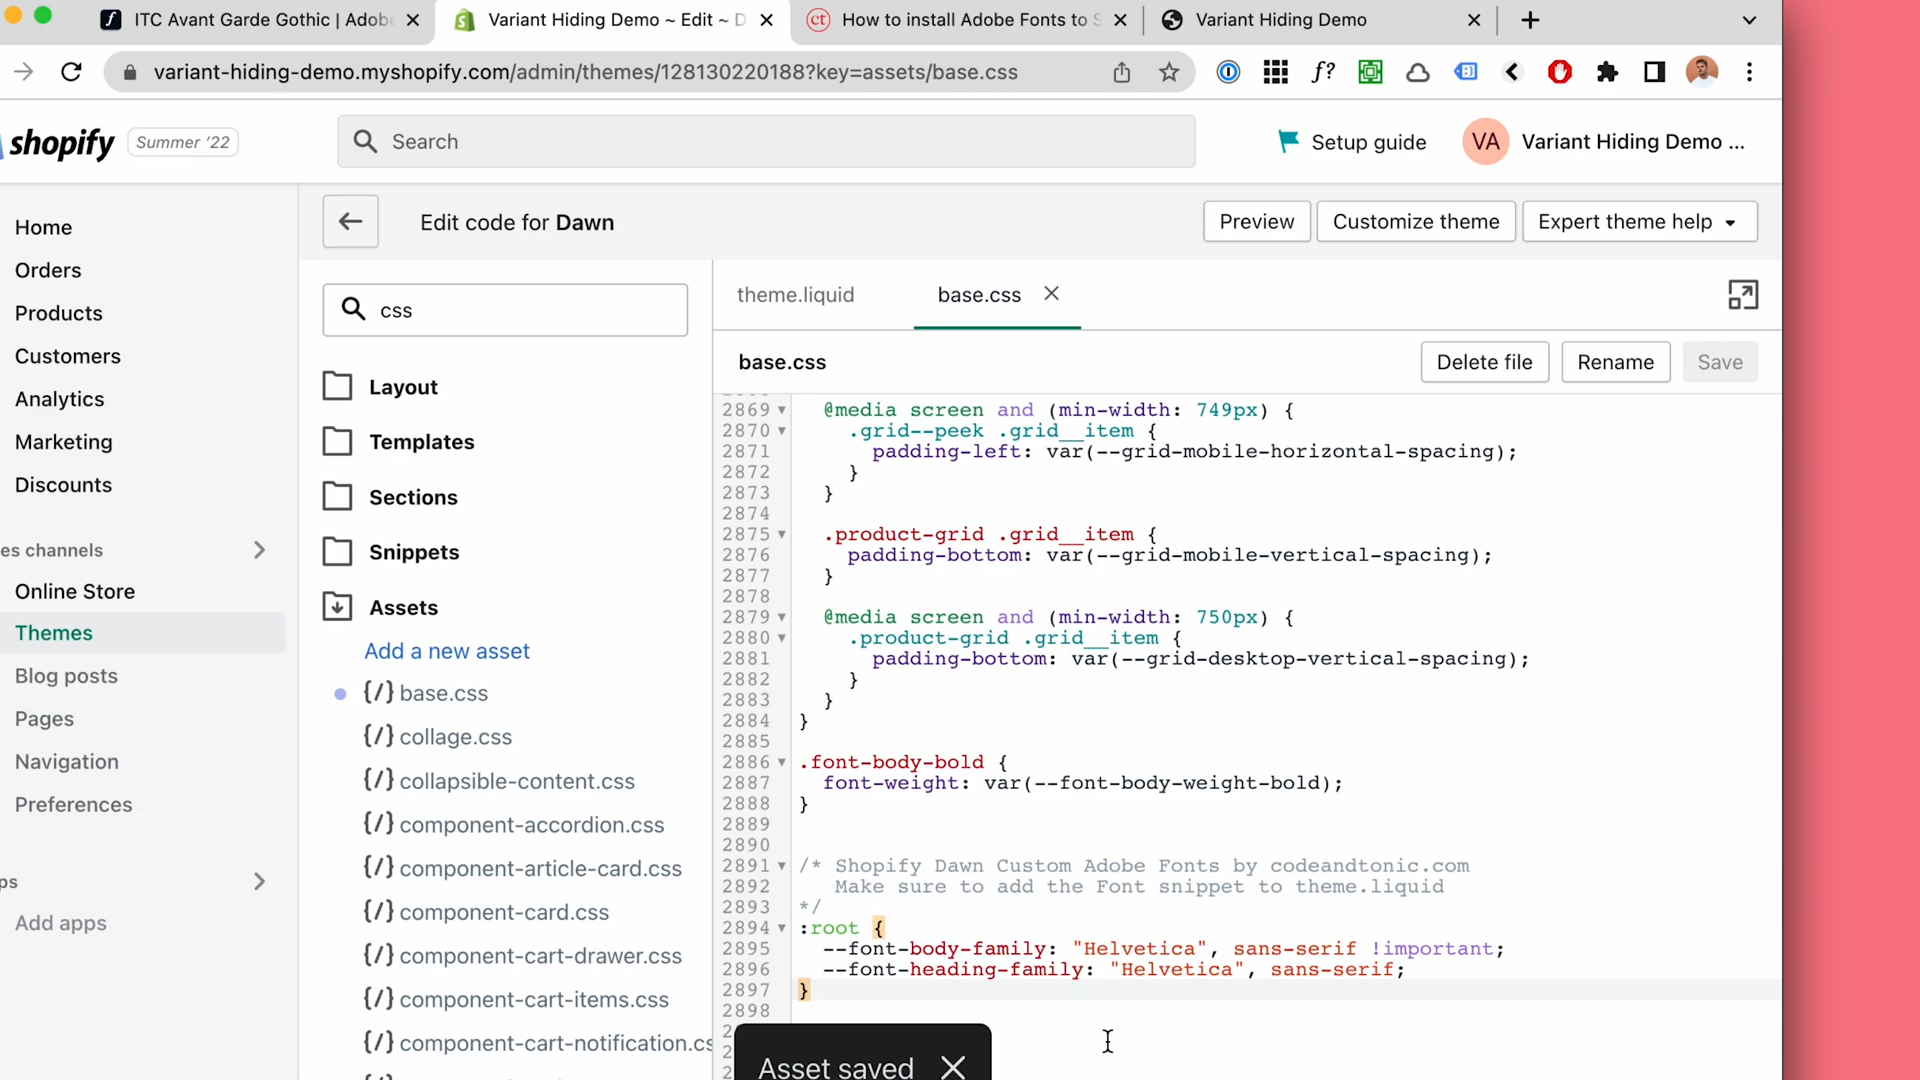 ITC Avant Garde Gothic | Adobe
Variant Hiding Demo ~ Edit ~ D
How to install Adobe Fonts to S
Variant Hiding Demo
variant-hiding-demo.myshopify.com/admin/themes/128130220188?key=assets/base.css
f?
shopify
Summer '22
Search
Setup guide
VA
Variant Hiding Demo ...
Home
Orders
Products
Customers
Analytics
Marketing
Discounts
es channels
Online Store
Themes
Blog posts
Pages
Navigation
Preferences
ps
Add apps
Edit code for Dawn
Preview
Customize theme
Expert theme help
css
Layout
Templates
Sections
Snippets
Assets
Add a new asset
{/} base.css
{/} collage.css
{/} collapsible-content.css
{/} component-accordion.css
{/} component-article-card.css
{/} component-card.css
{/} component-cart-drawer.css
{/} component-cart-items.css
{/} component-cart-notification.cs
theme.liquid
base.css
base.css
Delete file
Rename
Save
2869 @media screen and (min-width: 749px) {
2870 .grid--peek .grid__item {
2871 padding-left: var(--grid-mobile-horizontal-spacing);
2872 }
2873 }
2874
2875 .product-grid .grid__item {
2876 padding-bottom: var(--grid-mobile-vertical-spacing);
2877 }
2878
2879 @media screen and (min-width: 750px) {
2880 .product-grid .grid__item {
2881 padding-bottom: var(--grid-desktop-vertical-spacing);
2882 }
2883 }
2884 }
2885
2886 .font-body-bold {
2887 font-weight: var(--font-body-weight-bold);
2888 }
2889
2890
2891 /* Shopify Dawn Custom Adobe Fonts by codeandtonic.com
2892 Make sure to add the Font snippet to theme.liquid
2893 */
2894 :root {
2895 --font-body-family: "Helvetica", sans-serif !important;
2896 --font-heading-family: "Helvetica", sans-serif;
2897 }
2898
Asset saved